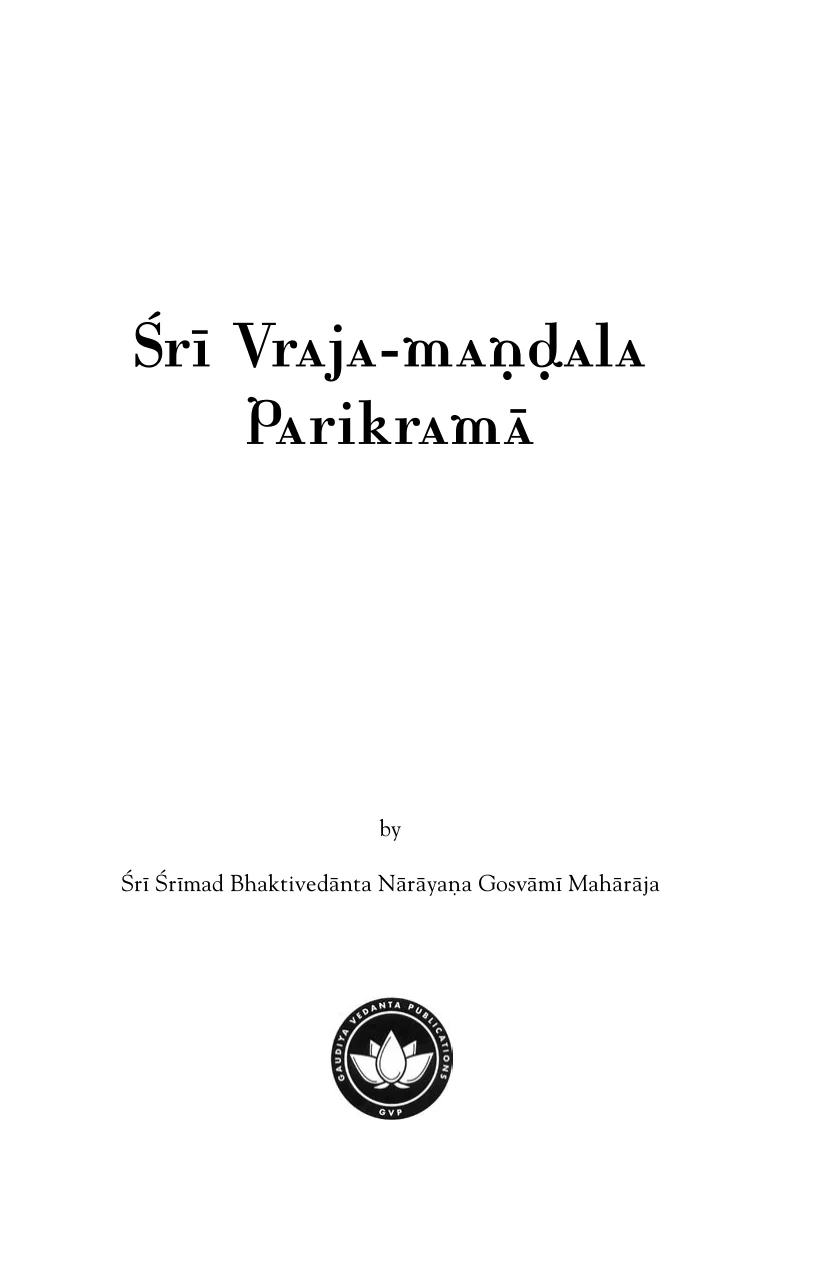 Śrī Vraja-maṇḍala
Parikramā
by
Śrī Śrīmad Bhaktivedānta Nārāyaṇa Gosvāmī Mahārāja
GAUDIYA VEDANTA PUBLICATIONS
GVP